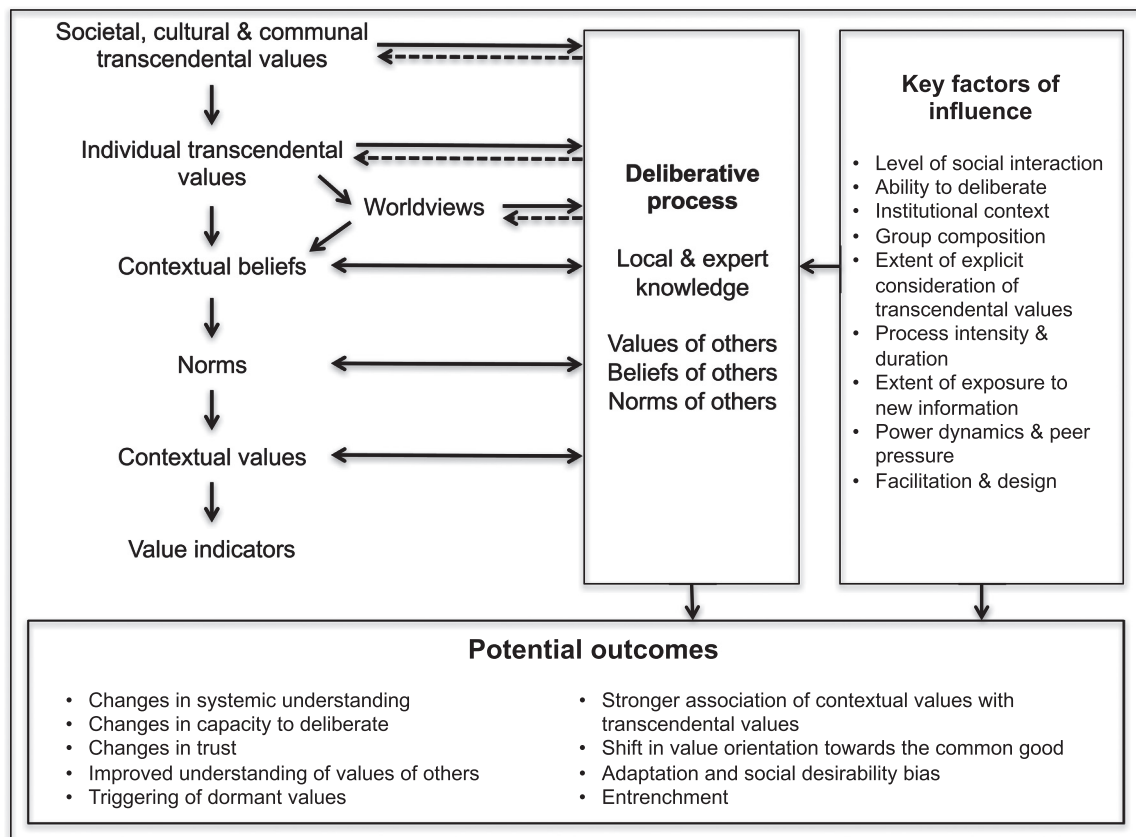 Societal, cultural & communal
transcendental values
Individual transcendental
values
Worldviews
Contextual beliefs
Norms
Contextual values
Value indicators
Deliberative
process
Local & expert
knowledge
Values of others
Beliefs of others
Norms of others
Key factors of
influence
• Level of social interaction
• Ability to deliberate
• Institutional context
• Group composition
• Extent of explicit
consideration of
transcendental values
• Process intensity &
duration
• Extent of exposure to
new information
• Power dynamics & peer
pressure
• Facilitation & design
Potential outcomes
• Changes in systemic understanding
• Changes in capacity to deliberate
• Changes in trust
• Improved understanding of values of others
• Triggering of dormant values
• Stronger association of contextual values with
transcendental values
• Shift in value orientation towards the common good
• Adaptation and social desirability bias
• Entrenchment